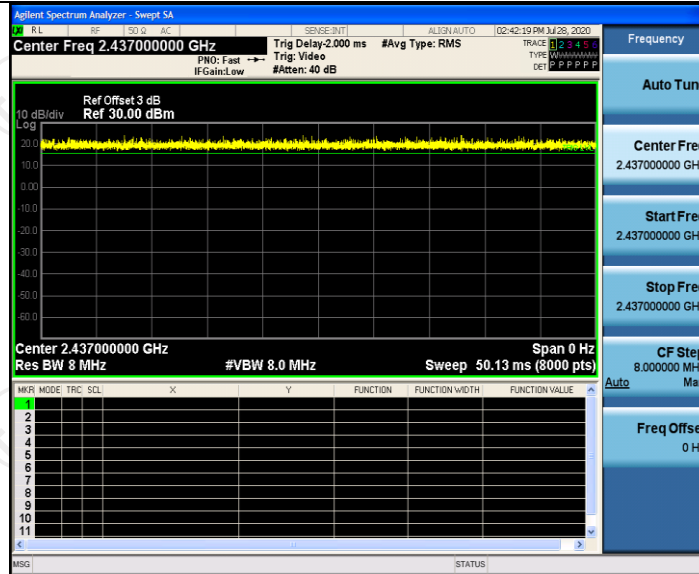 Agilent Spectrum Analyzer - Swept SA
RL RF 50 Ω AC SENSE:INT ALIGN AUTO 02:42:19 PM Jul 28, 2020
Center Freq 2.437000000 GHz
PNO: Fast
IFGain:Low
Trig Delay-2.000 ms
Trig: Video
#Atten: 40 dB
#Avg Type: RMS
TRACE 1 2 3 4 5 6
TYPE WWWWWW
DET P P P P P P
Ref Offset 3 dB
10 dB/div Ref 30.00 dBm
Log
20.0
10.0
0.00
-10.0
-20.0
-30.0
-40.0
-50.0
-60.0
Center 2.437000000 GHz Span 0 Hz
Res BW 8 MHz #VBW 8.0 MHz Sweep 50.13 ms (8000 pts)
MKR MODE TRC SCL X Y FUNCTION FUNCTION WIDTH FUNCTION VALUE
1
2
3
4
5
6
7
8
9
10
11
MSG STATUS
Frequency
Auto Tun
Center Fre
2.437000000 GH
Start Fre
2.437000000 GH
Stop Fre
2.437000000 GH
CF Ste
8.000000 MH
Auto Ma
Freq Offse
0 H